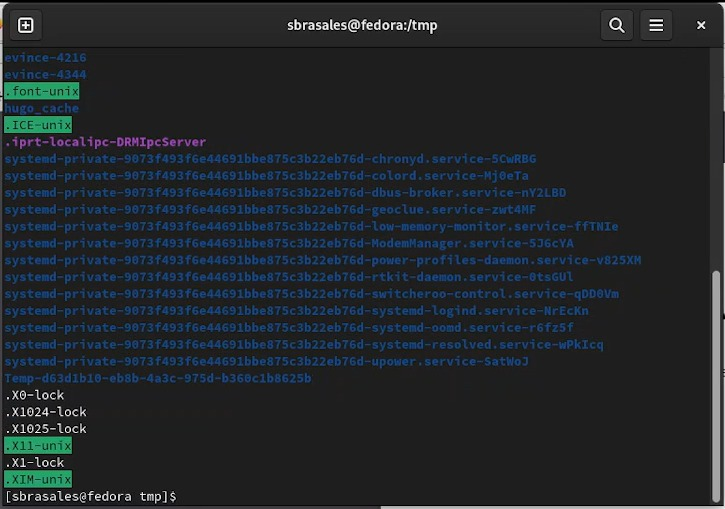 sbrasales@fedora:/tmp
evince-4216
evince-4344
.font-unix
hugo_cache
.ICE-unix
.iprt-localipc-DRMIpcServer
systemd-private-9073f493f6e44691bbe875c3b22eb76d-chronyd.service-5CwRBG
systemd-private-9073f493f6e44691bbe875c3b22eb76d-colord.service-Mj0eTa
systemd-private-9073f493f6e44691bbe875c3b22eb76d-dbus-broker.service-nY2LBD
systemd-private-9073f493f6e44691bbe875c3b22eb76d-geoclue.service-zwt4MF
systemd-private-9073f493f6e44691bbe875c3b22eb76d-low-memory-monitor.service-ffTNIe
systemd-private-9073f493f6e44691bbe875c3b22eb76d-ModemManager.service-5J6cYA
systemd-private-9073f493f6e44691bbe875c3b22eb76d-power-profiles-daemon.service-v825XM
systemd-private-9073f493f6e44691bbe875c3b22eb76d-rtkit-daemon.service-0tsGUl
systemd-private-9073f493f6e44691bbe875c3b22eb76d-switcheroo-control.service-qDD0Vm
systemd-private-9073f493f6e44691bbe875c3b22eb76d-systemd-logind.service-NrEcKn
systemd-private-9073f493f6e44691bbe875c3b22eb76d-systemd-oomd.service-r6fz5f
systemd-private-9073f493f6e44691bbe875c3b22eb76d-systemd-resolved.service-wPkIcq
systemd-private-9073f493f6e44691bbe875c3b22eb76d-upower.service-SatWoJ
Temp-d63d1b10-eb8b-4a3c-975d-b360c1b8625b
.X0-lock
.X1024-lock
.X1025-lock
.X11-unix
.X1-lock
.XIM-unix
[sbrasales@fedora tmp]$